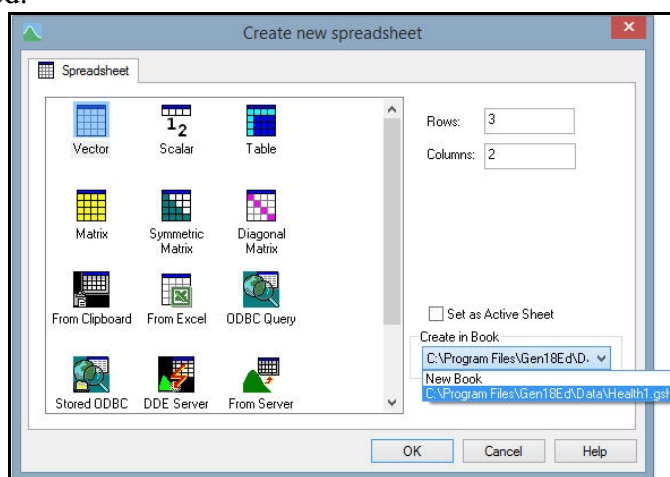 Create new spreadsheet
Spreadsheet
Vector
Scalar
Table
Matrix
Symmetric
Matrix
Diagonal
Matrix
From Clipboard
From Excel
ODBC Query
Stored ODBC
DDE Server
From Server
Rows: 3
Columns: 2
Set as Active Sheet
Create in Book
C:\Program Files\Gen18Ed\D
New Book
C:\Program Files\Gen18Ed\Data\Health1.gsh
OK
Cancel
Help